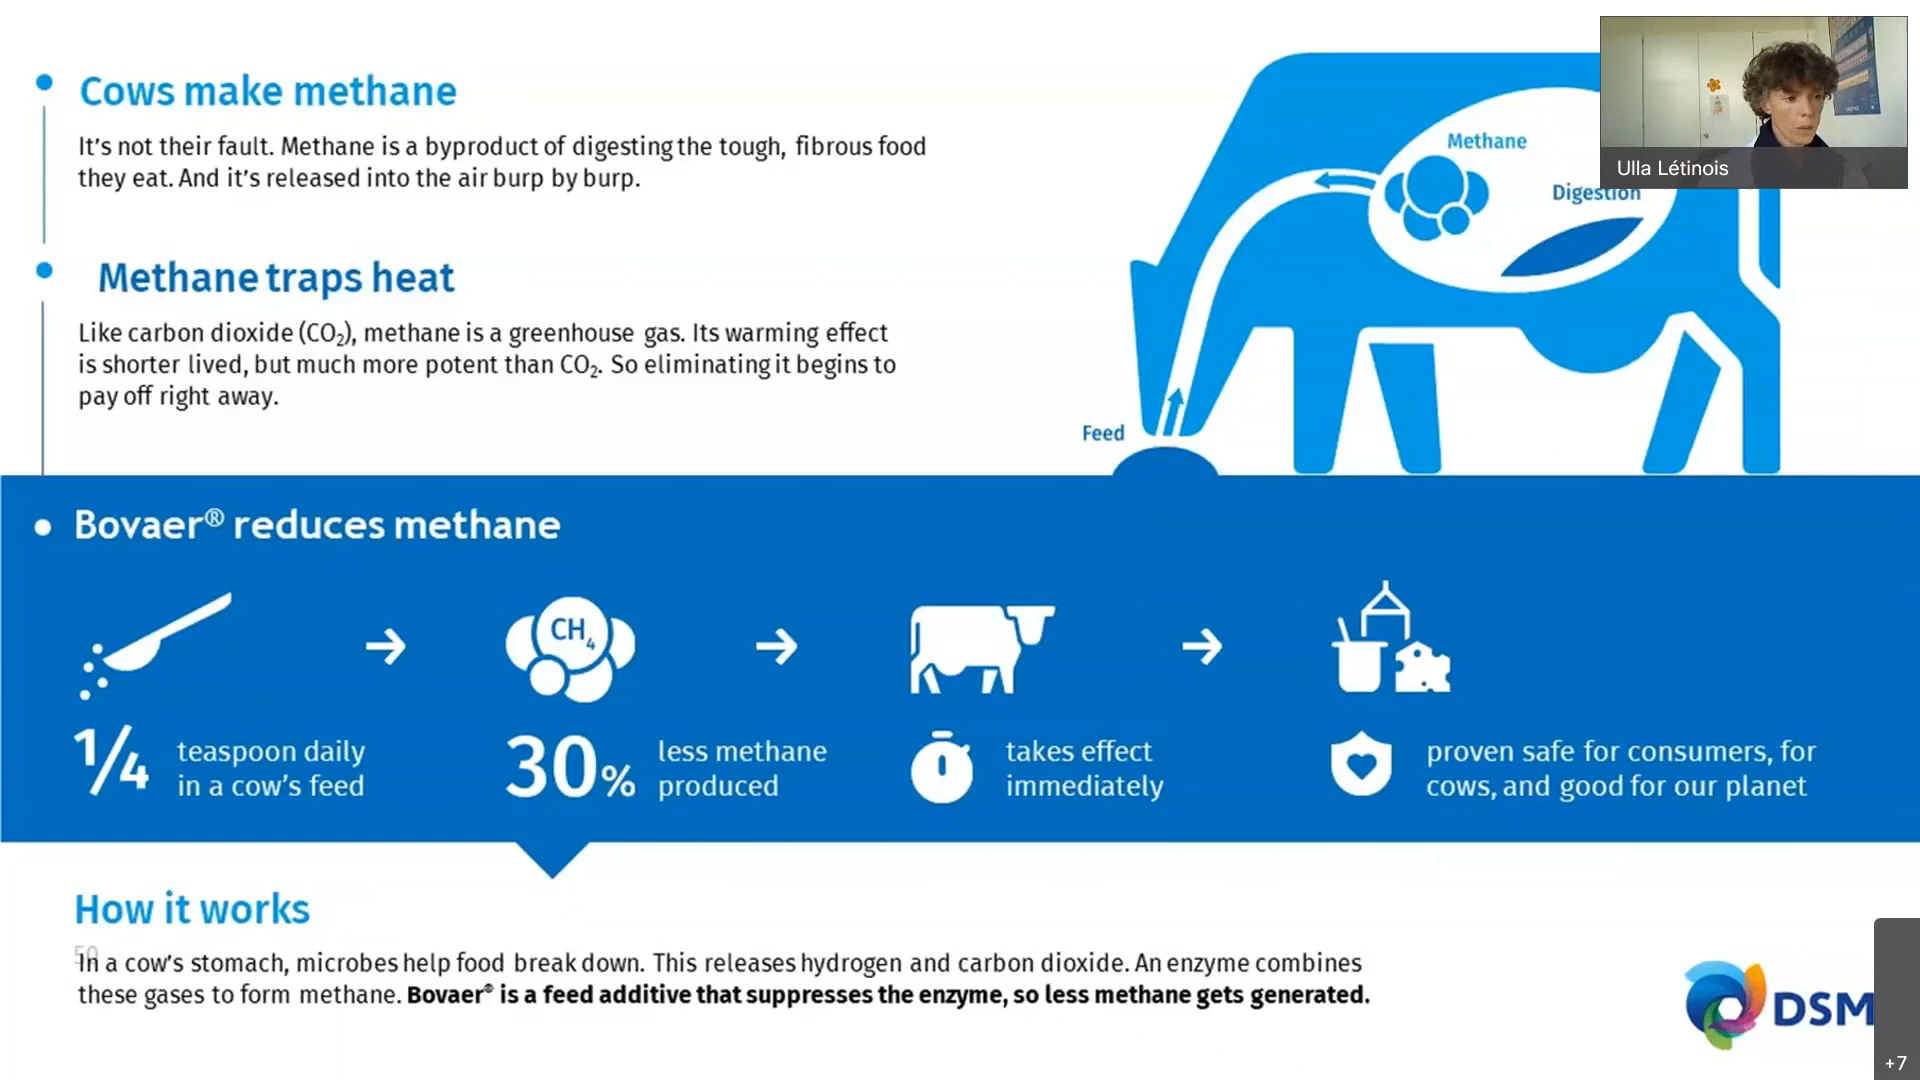 Cows make methane
It's not their fault. Methane is a byproduct of digesting the tough, fibrous food
they eat. And it's released into the air burp by burp.
Methane traps heat
Like carbon dioxide (CO₂), methane is a greenhouse gas. Its warming effect
is shorter lived, but much more potent than CO₂. So eliminating it begins to
pay off right away.
Methane
Digestion
Feed
Ulla Létinois
Bovaer® reduces methane
CH₄
1/4 teaspoon daily
in a cow's feed
30% less methane
produced
takes effect
immediately
proven safe for consumers, for
cows, and good for our planet
How it works
50
In a cow's stomach, microbes help food break down. This releases hydrogen and carbon dioxide. An enzyme combines
these gases to form methane. Bovaer® is a feed additive that suppresses the enzyme, so less methane gets generated.
DSM
+7